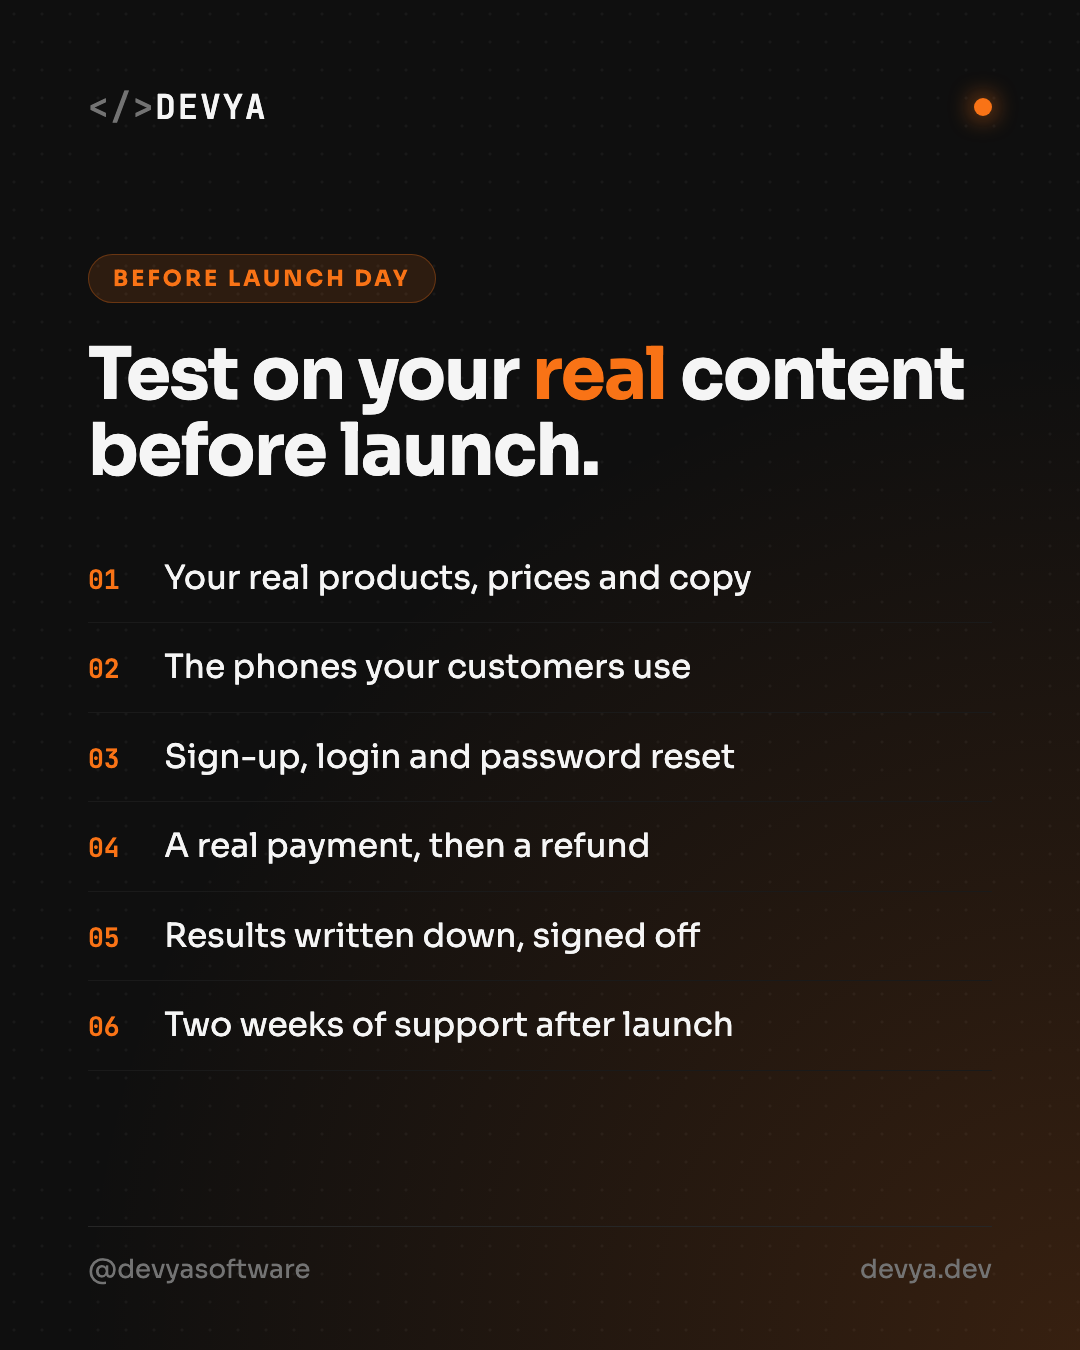 </>DEVYA
BEFORE LAUNCH DAY
Test on your real content
before launch.
01 Your real products, prices and copy
02 The phones your customers use
03 Sign-up, login and password reset
04 A real payment, then a refund
05 Results written down, signed off
06 Two weeks of support after launch
@devyasoftware devya.dev